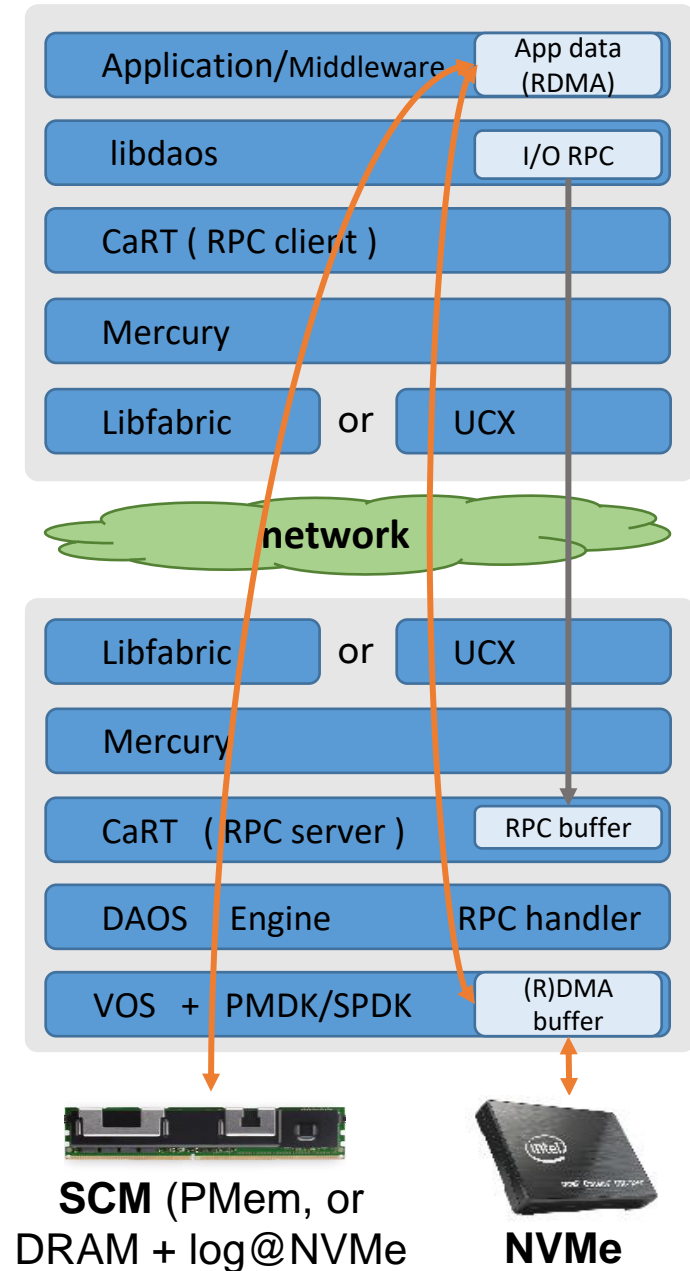 Application/Middleware
App data
(RDMA)
libdaos
I/O RPC
CaRT ( RPC client )
Mercury
Libfabric
or
UCX
network
Libfabric
or
UCX
Mercury
CaRT ( RPC server )
RPC buffer
DAOS Engine
RPC handler
VOS + PMDK/SPDK
(R)DMA
buffer
intel
SCM (PMem, or
DRAM + log@NVMe
NVMe